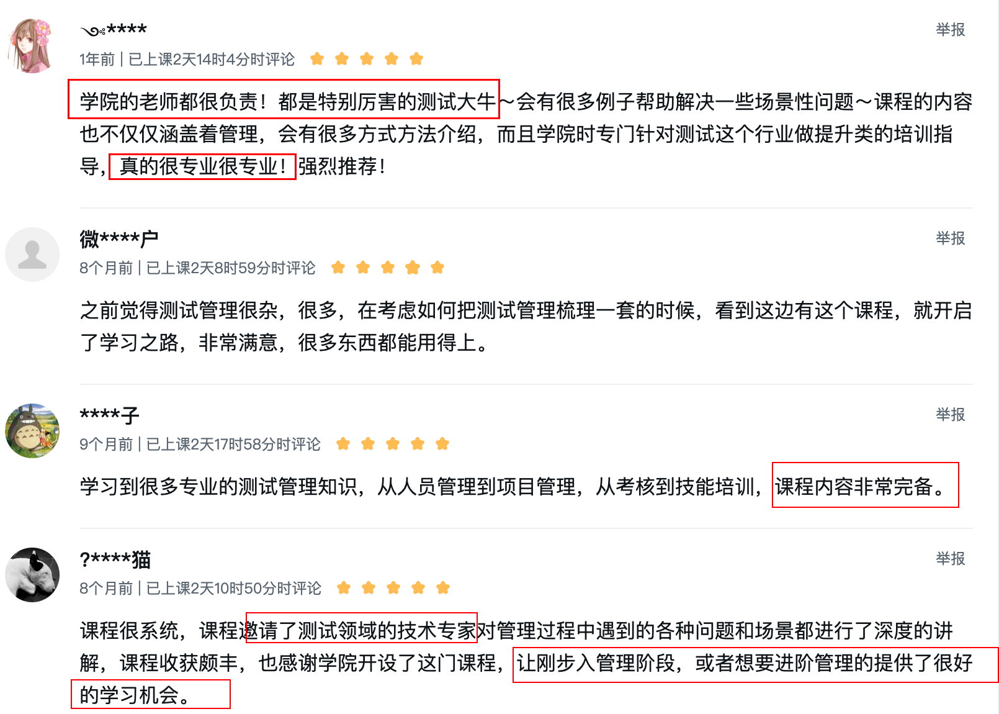 ****
举报
1年前 | 已上课2天14时4分时评论
学院的老师都很负责！都是特别厉害的测试大牛～会有很多例子帮助解决一些场景性问题～课程的内容
也不仅仅涵盖着管理，会有很多方式方法介绍，而且学院时专门针对测试这个行业做提升类的培训指
导，真的很专业很专业！强烈推荐！
微****户
举报
8个月前 | 已上课2天8时59分时评论
之前觉得测试管理很杂，很多，在考虑如何把测试管理梳理一套的时候，看到这边有这个课程，就开启
了学习之路，非常满意，很多东西都能用得上。
****子
举报
9个月前 | 已上课2天17时58分时评论
学习到很多专业的测试管理知识，从人员管理到项目管理，从考核到技能培训，课程内容非常完备。
?****猫
举报
8个月前 | 已上课2天10时50分时评论
课程很系统，课程邀请了测试领域的技术专家对管理过程中遇到的各种问题和场景都进行了深度的讲
解，课程收获颇丰，也感谢学院开设了这门课程，让刚步入管理阶段，或者想要进阶管理的提供了很好
的学习机会。